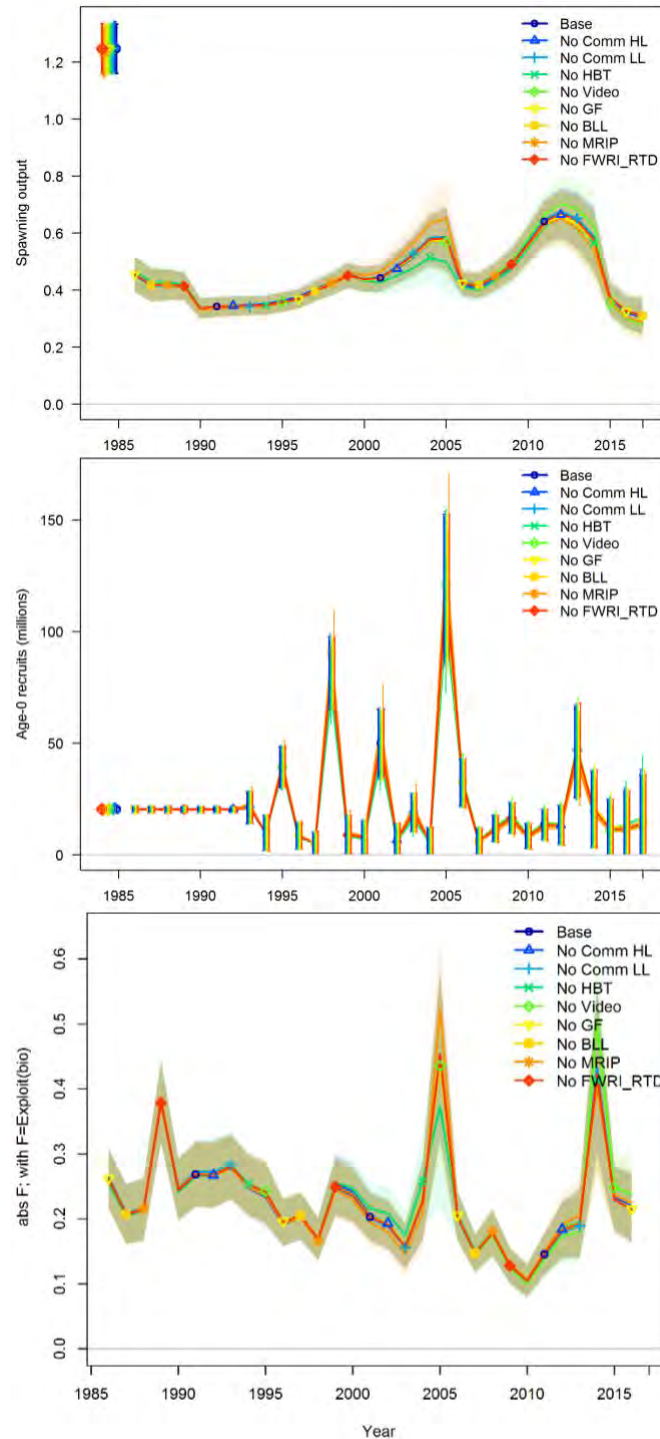 Spawning output
0.0 0.2 0.4 0.6 0.8 1.0 1.2
Base
No Comm HL
No Comm LL
No HBT
No Video
No GF
No BLL
No MRIP
No FWRI_RTD
1985 1990 1995 2000 2005 2010 2015
Age-0 recruits (millions)
0 50 100 150
Base
No Comm HL
No Comm LL
No HBT
No Video
No GF
No BLL
No MRIP
No FWRI_RTD
1985 1990 1995 2000 2005 2010 2015
abs F; with F=Exploit(bio)
0.0 0.1 0.2 0.3 0.4 0.5 0.6
Base
No Comm HL
No Comm LL
No HBT
No Video
No GF
No BLL
No MRIP
No FWRI_RTD
1985 1990 1995 2000 2005 2010 2015
Year